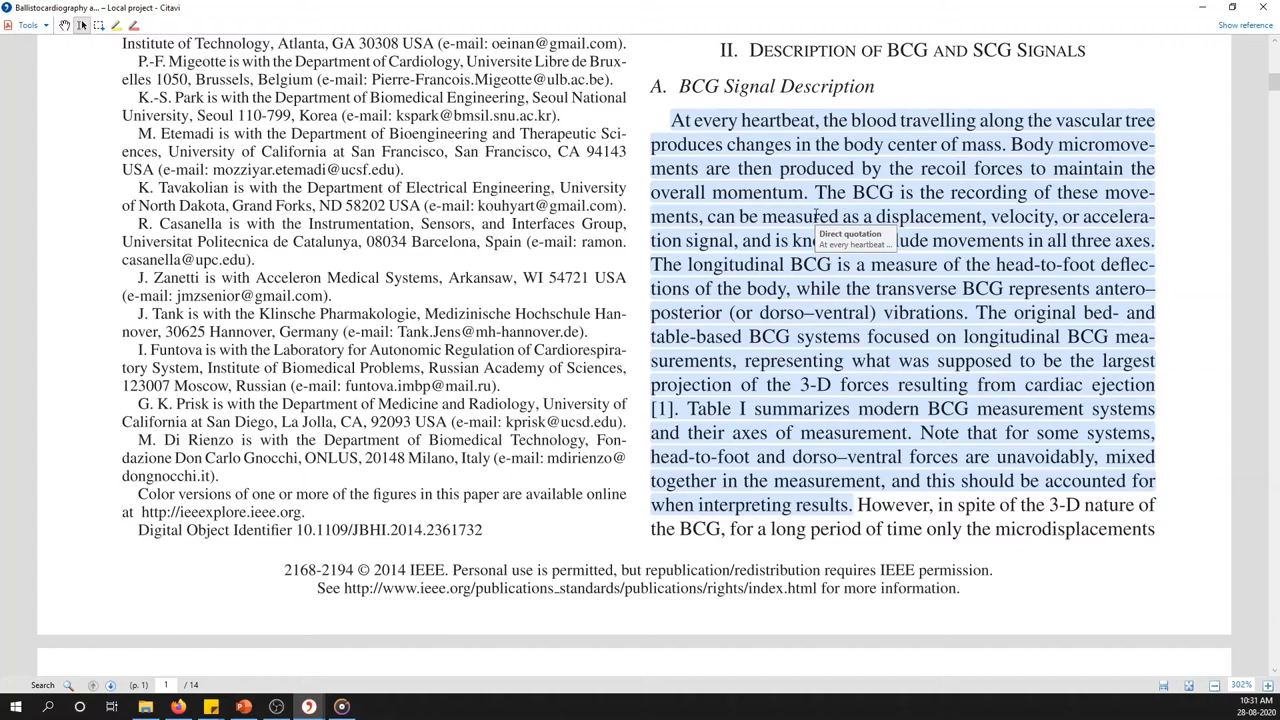 Ballistocardiography a... – Local project - Citavi
Tools
Show reference
Institute of Technology, Atlanta, GA 30308 USA (e-mail: oeinan@gmail.com).
P.-F. Migeotte is with the Department of Cardiology, Universite Libre de Brux-
elles 1050, Brussels, Belgium (e-mail: Pierre-Francois.Migeotte@ulb.ac.be).
K.-S. Park is with the Department of Biomedical Engineering, Seoul National
University, Seoul 110-799, Korea (e-mail: kspark@bmsil.snu.ac.kr).
M. Etemadi is with the Department of Bioengineering and Therapeutic Sci-
ences, University of California at San Francisco, San Francisco, CA 94143
USA (e-mail: mozziyar.etemadi@ucsf.edu).
K. Tavakolian is with the Department of Electrical Engineering, University
of North Dakota, Grand Forks, ND 58202 USA (e-mail: kouhyart@gmail.com).
R. Casanella is with the Instrumentation, Sensors, and Interfaces Group,
Universitat Politecnica de Catalunya, 08034 Barcelona, Spain (e-mail: ramon.
casanella@upc.edu).
J. Zanetti is with Acceleron Medical Systems, Arkansaw, WI 54721 USA
(e-mail: jmzsenior@gmail.com).
J. Tank is with the Klinsche Pharmakologie, Medizinische Hochschule Han-
nover, 30625 Hannover, Germany (e-mail: Tank.Jens@mh-hannover.de).
I. Funtova is with the Laboratory for Autonomic Regulation of Cardiorespira-
tory System, Institute of Biomedical Problems, Russian Academy of Sciences,
123007 Moscow, Russian (e-mail: funtova.imbp@mail.ru).
G. K. Prisk is with the Department of Medicine and Radiology, University of
California at San Diego, La Jolla, CA, 92093 USA (e-mail: kprisk@ucsd.edu).
M. Di Rienzo is with the Department of Biomedical Technology, Fon-
dazione Don Carlo Gnocchi, ONLUS, 20148 Milano, Italy (e-mail: mdirienzo@
dongnocchi.it).
Color versions of one or more of the figures in this paper are available online
at http://ieeexplore.ieee.org.
Digital Object Identifier 10.1109/JBHI.2014.2361732
II. DESCRIPTION OF BCG AND SCG SIGNALS
A. BCG Signal Description
At every heartbeat, the blood travelling along the vascular tree
produces changes in the body center of mass. Body micromove-
ments are then produced by the recoil forces to maintain the
overall momentum. The BCG is the recording of these move-
ments, can be measured as a displacement, velocity, or accelera-
tion signal, and is kn lude movements in all three axes.
Direct quotation
At every heartbeat ...
The longitudinal BCG is a measure of the head-to-foot deflec-
tions of the body, while the transverse BCG represents antero–
posterior (or dorso–ventral) vibrations. The original bed- and
table-based BCG systems focused on longitudinal BCG mea-
surements, representing what was supposed to be the largest
projection of the 3-D forces resulting from cardiac ejection
[1]. Table I summarizes modern BCG measurement systems
and their axes of measurement. Note that for some systems,
head-to-foot and dorso–ventral forces are unavoidably, mixed
together in the measurement, and this should be accounted for
when interpreting results. However, in spite of the 3-D nature of
the BCG, for a long period of time only the microdisplacements
2168-2194 © 2014 IEEE. Personal use is permitted, but republication/redistribution requires IEEE permission.
See http://www.ieee.org/publications_standards/publications/rights/index.html for more information.
Search (p. 1) 1 / 14 302%
10:31 AM
28-08-2020